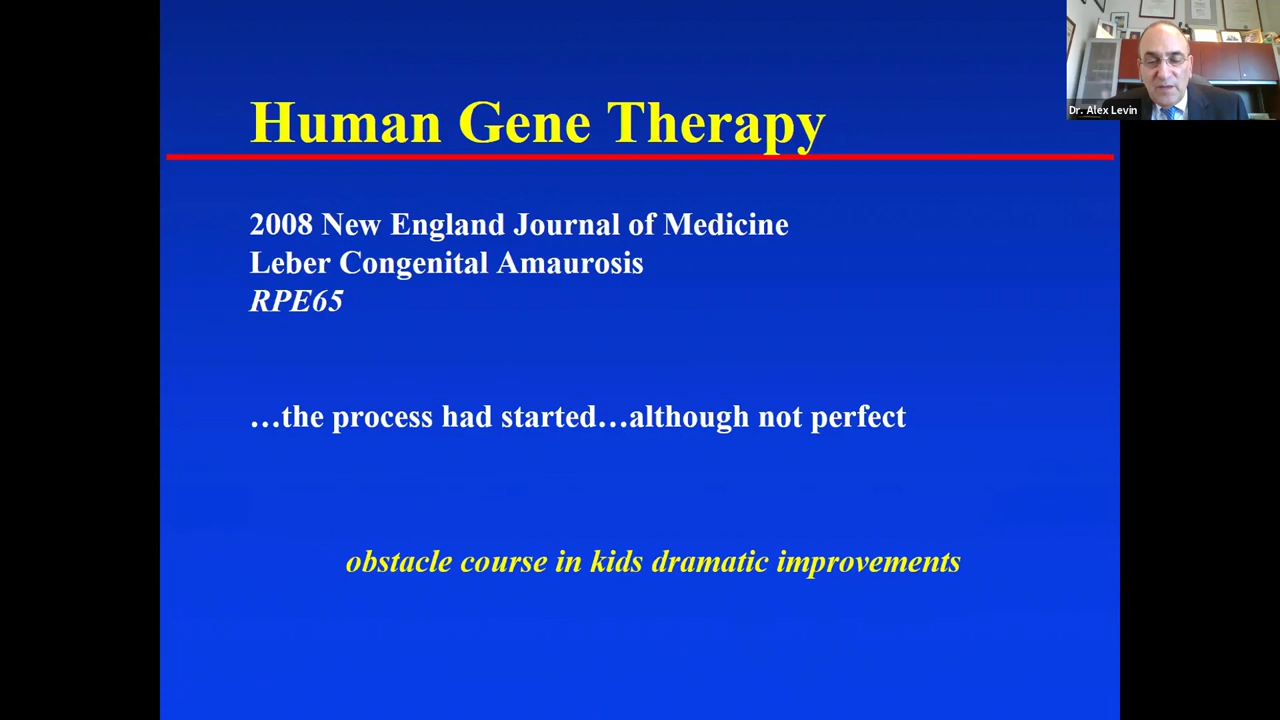 Human Gene Therapy
2008 New England Journal of Medicine
Leber Congenital Amaurosis
RPE65
…the process had started…although not perfect
obstacle course in kids dramatic improvements
Dr. Alex Levin